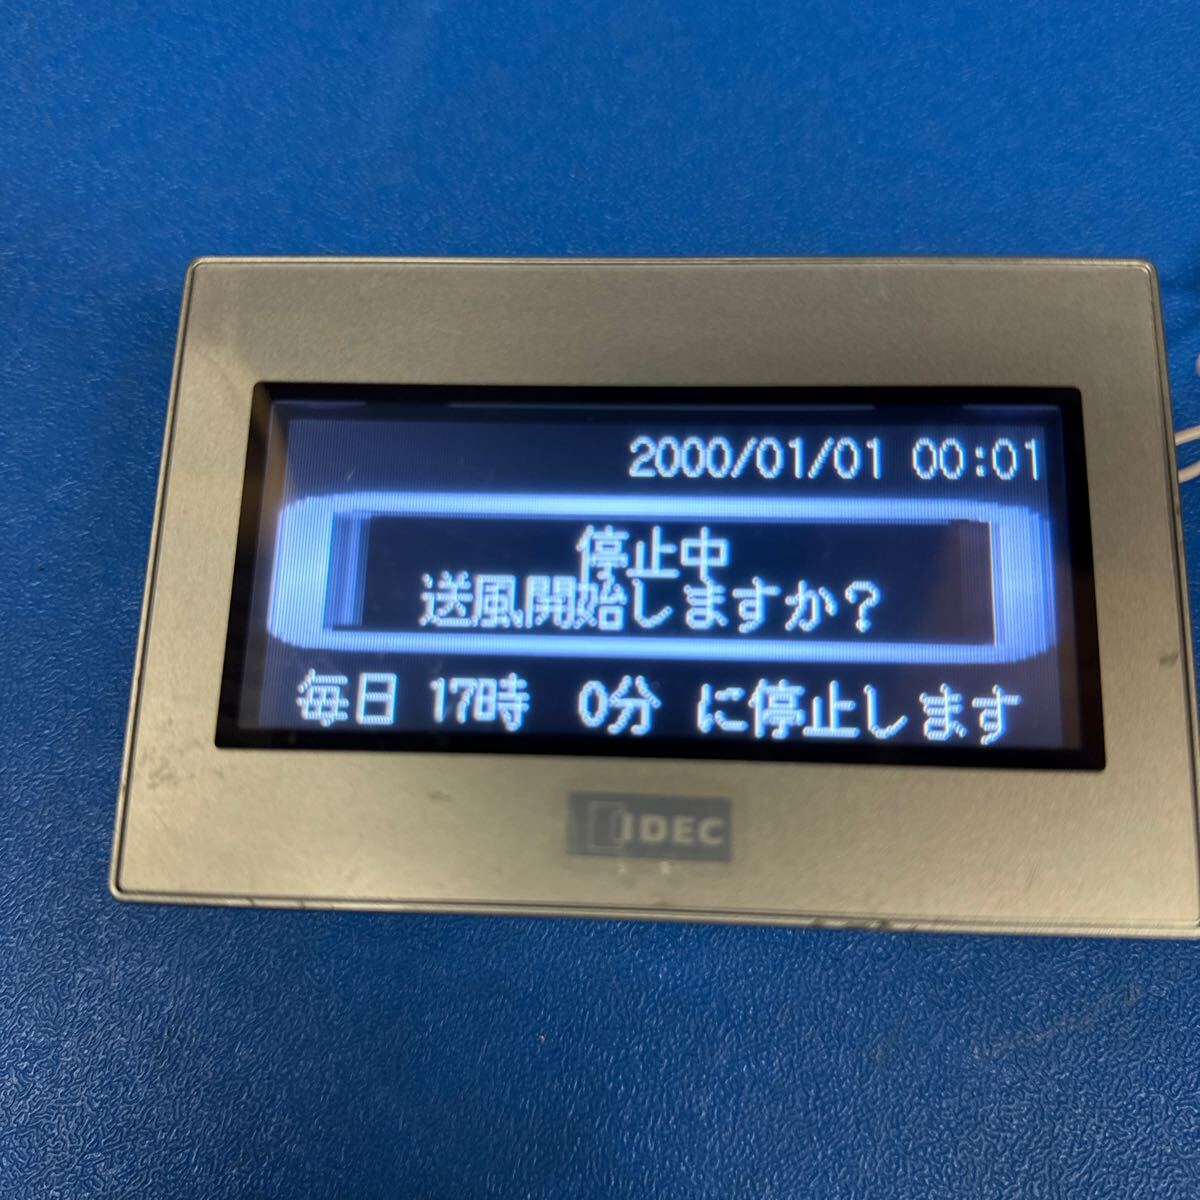 2000/01/01 00:01
停止中
送風開始しますか?
毎日 17時 0分 に停止します
IDEC